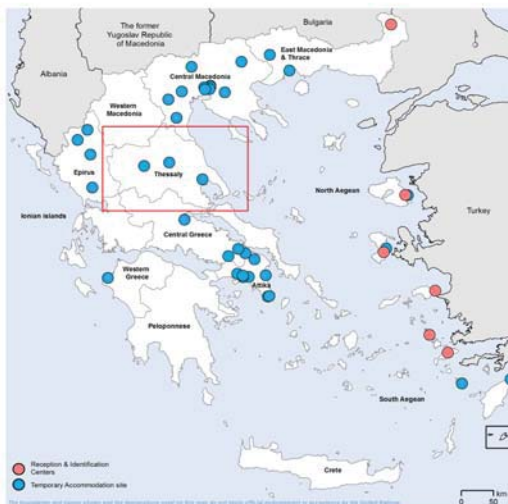 Bulgaria
The former
Yugoslav Republic
of Macedonia
East Macedonia
& Thrace
Albania
Central Macedonia
Western
Macedonia
Epirus
Thessaly
North Aegean
Turkey
Ionian islands
Central Greece
Western
Greece
Attika
Peloponnese
South Aegean
Crete
Reception & Identification
Centers
Temporary Accommodation site
km
0 50